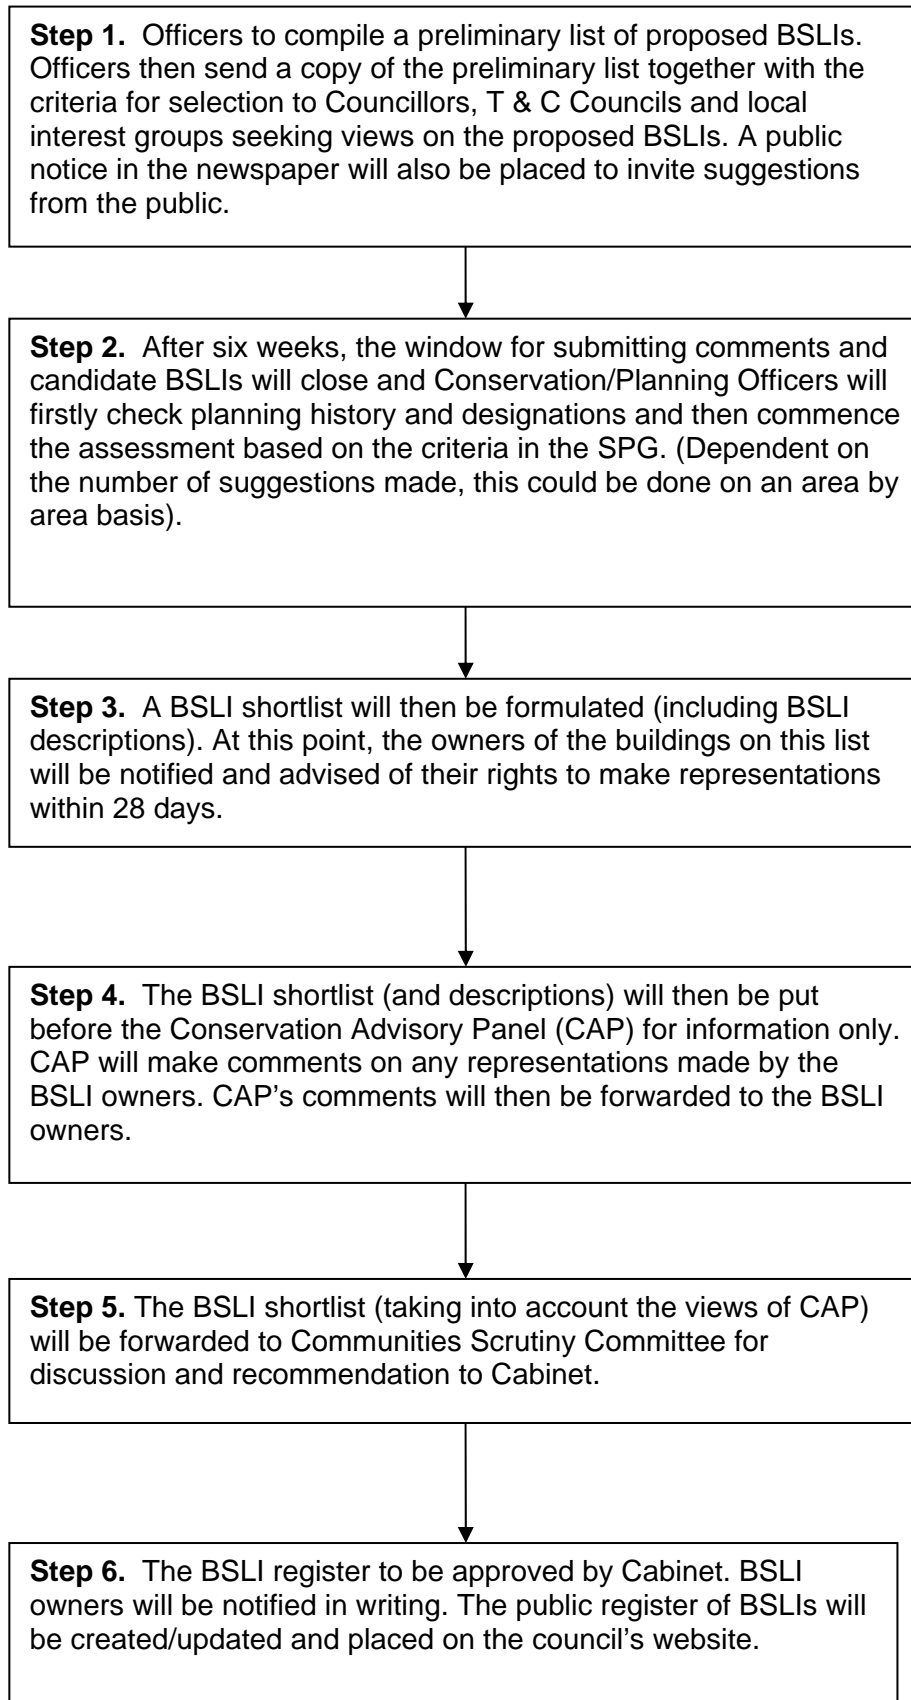 Step 1. Officers to compile a preliminary list of proposed BSLIs.
Officers then send a copy of the preliminary list together with the
criteria for selection to Councillors, T & C Councils and local
interest groups seeking views on the proposed BSLIs. A public
notice in the newspaper will also be placed to invite suggestions
from the public.
Step 2. After six weeks, the window for submitting comments and
candidate BSLIs will close and Conservation/Planning Officers will
firstly check planning history and designations and then commence
the assessment based on the criteria in the SPG. (Dependent on
the number of suggestions made, this could be done on an area by
area basis).
Step 3. A BSLI shortlist will then be formulated (including BSLI
descriptions). At this point, the owners of the buildings on this list
will be notified and advised of their rights to make representations
within 28 days.
Step 4. The BSLI shortlist (and descriptions) will then be put
before the Conservation Advisory Panel (CAP) for information only.
CAP will make comments on any representations made by the
BSLI owners. CAP's comments will then be forwarded to the BSLI
owners.
Step 5. The BSLI shortlist (taking into account the views of CAP)
will be forwarded to Communities Scrutiny Committee for
discussion and recommendation to Cabinet.
Step 6. The BSLI register to be approved by Cabinet. BSLI
owners will be notified in writing. The public register of BSLIs will
be created/updated and placed on the council's website.